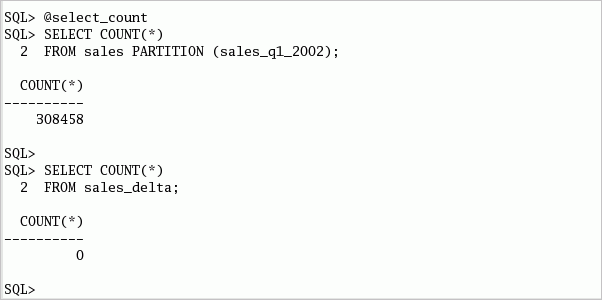 SQL> @select_count
SQL> SELECT COUNT(*)
  2  FROM sales PARTITION (sales_q1_2002);
  COUNT(*)
----------
    308458
SQL>
SQL> SELECT COUNT(*)
  2  FROM sales_delta;
  COUNT(*)
----------
         0
SQL>